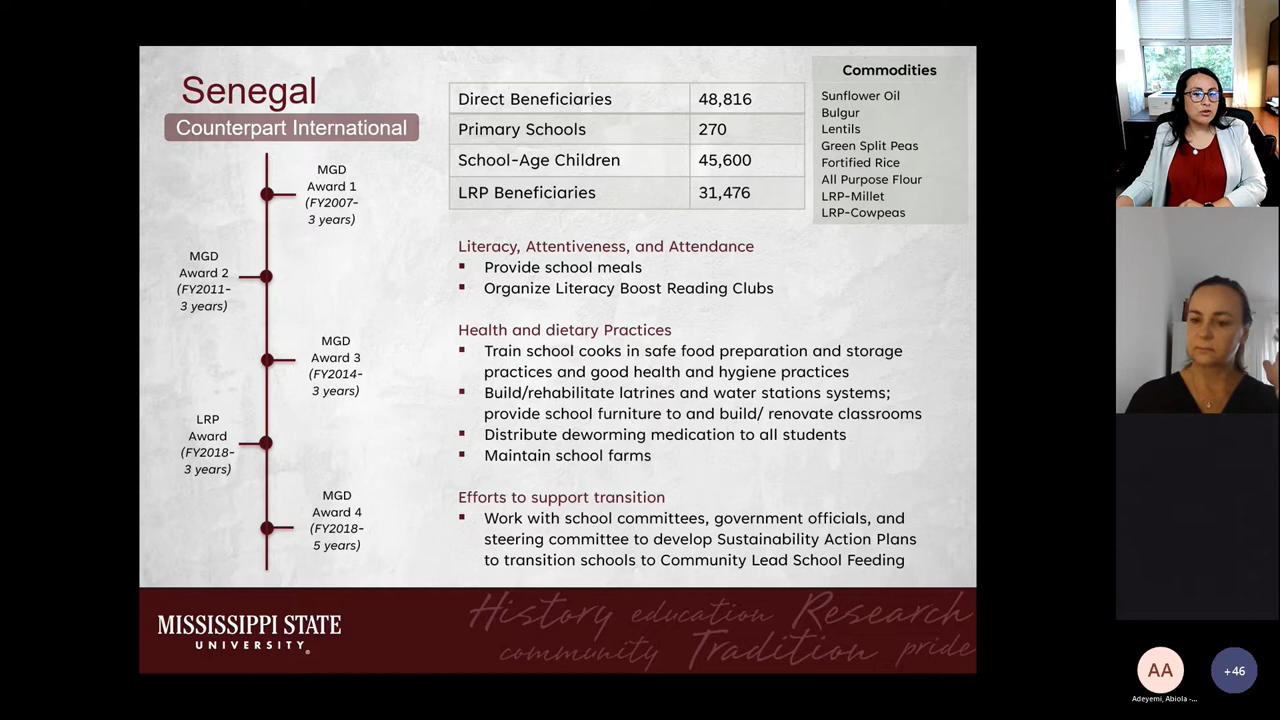 Senegal
Counterpart International
MGD
Award 1
(FY2007-
3 years)
MGD
Award 2
(FY2011-
3 years)
MGD
Award 3
(FY2014-
3 years)
LRP
Award
(FY2018-
3 years)
MGD
Award 4
(FY2018-
5 years)
Direct Beneficiaries 48,816
Primary Schools 270
School-Age Children 45,600
LRP Beneficiaries 31,476
Commodities
Sunflower Oil
Bulgur
Lentils
Green Split Peas
Fortified Rice
All Purpose Flour
LRP-Millet
LRP-Cowpeas
Literacy, Attentiveness, and Attendance
▪ Provide school meals
▪ Organize Literacy Boost Reading Clubs
Health and dietary Practices
▪ Train school cooks in safe food preparation and storage
practices and good health and hygiene practices
▪ Build/rehabilitate latrines and water stations systems;
provide school furniture to and build/ renovate classrooms
▪ Distribute deworming medication to all students
▪ Maintain school farms
Efforts to support transition
▪ Work with school committees, government officials, and
steering committee to develop Sustainability Action Plans
to transition schools to Community Lead School Feeding
MISSISSIPPI STATE
UNIVERSITY
History education Research
community Tradition pride
AA
+46
Adeyemi, Abiola -...